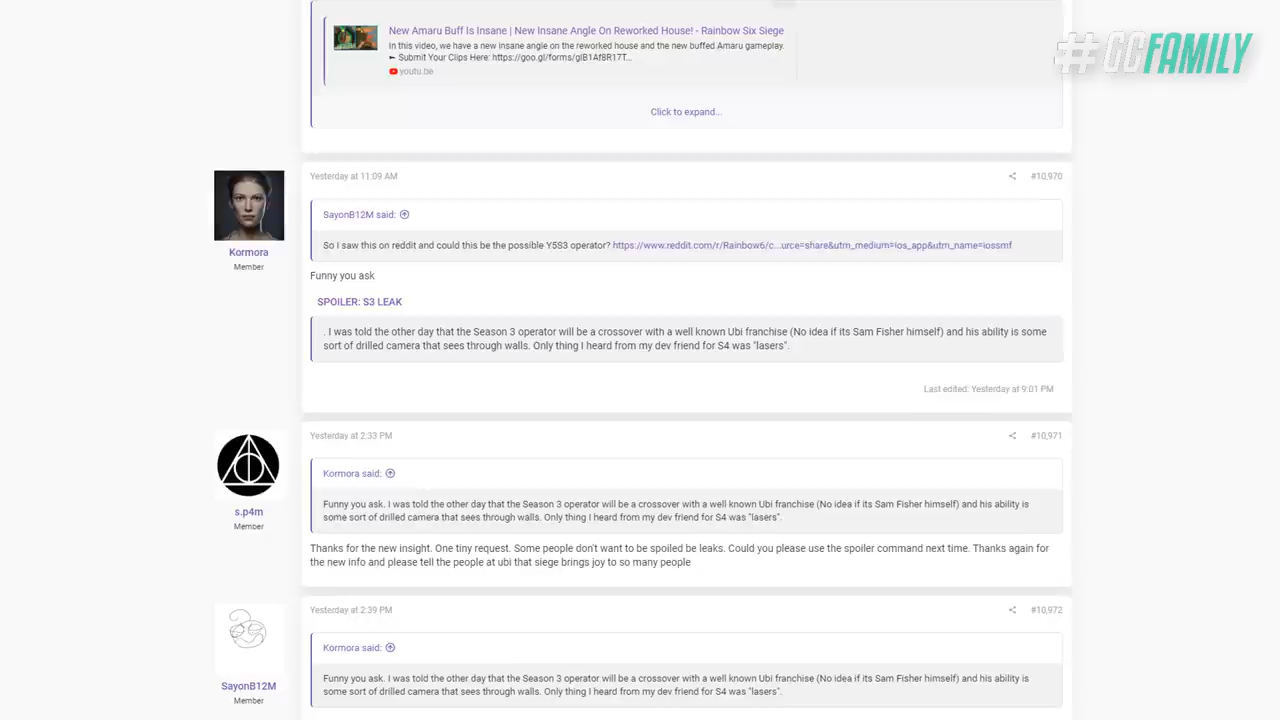 New Amaru Buff Is Insane | New Insane Angle On Reworked House! - Rainbow Six Siege
In this video, we have a new insane angle on the reworked house and the new buffed Amaru gameplay.
► Submit Your Clips Here: https://goo.gl/forms/gIB1Af8R17T...
youtu.be
#GCFAMILY
Click to expand...
Yesterday at 11:09 AM
#10,970
Kormora
Member
SayonB12M said:
So I saw this on reddit and could this be the possible Y5S3 operator? https://www.reddit.com/r/Rainbow6/c...urce=share&utm_medium=ios_app&utm_name=iossmf
Funny you ask
SPOILER: S3 LEAK
. I was told the other day that the Season 3 operator will be a crossover with a well known Ubi franchise (No idea if its Sam Fisher himself) and his ability is some
sort of drilled camera that sees through walls. Only thing I heard from my dev friend for S4 was "lasers".
Last edited: Yesterday at 9:01 PM
Yesterday at 2:33 PM
#10,971
s.p4m
Member
Kormora said:
Funny you ask. I was told the other day that the Season 3 operator will be a crossover with a well known Ubi franchise (No idea if its Sam Fisher himself) and his ability is
some sort of drilled camera that sees through walls. Only thing I heard from my dev friend for S4 was "lasers".
Thanks for the new insight. One tiny request. Some people don't want to be spoiled be leaks. Could you please use the spoiler command next time. Thanks again for
the new info and please tell the people at ubi that siege brings joy to so many people
Yesterday at 2:39 PM
#10,972
SayonB12M
Member
Kormora said:
Funny you ask. I was told the other day that the Season 3 operator will be a crossover with a well known Ubi franchise (No idea if its Sam Fisher himself) and his ability is
some sort of drilled camera that sees through walls. Only thing I heard from my dev friend for S4 was "lasers".